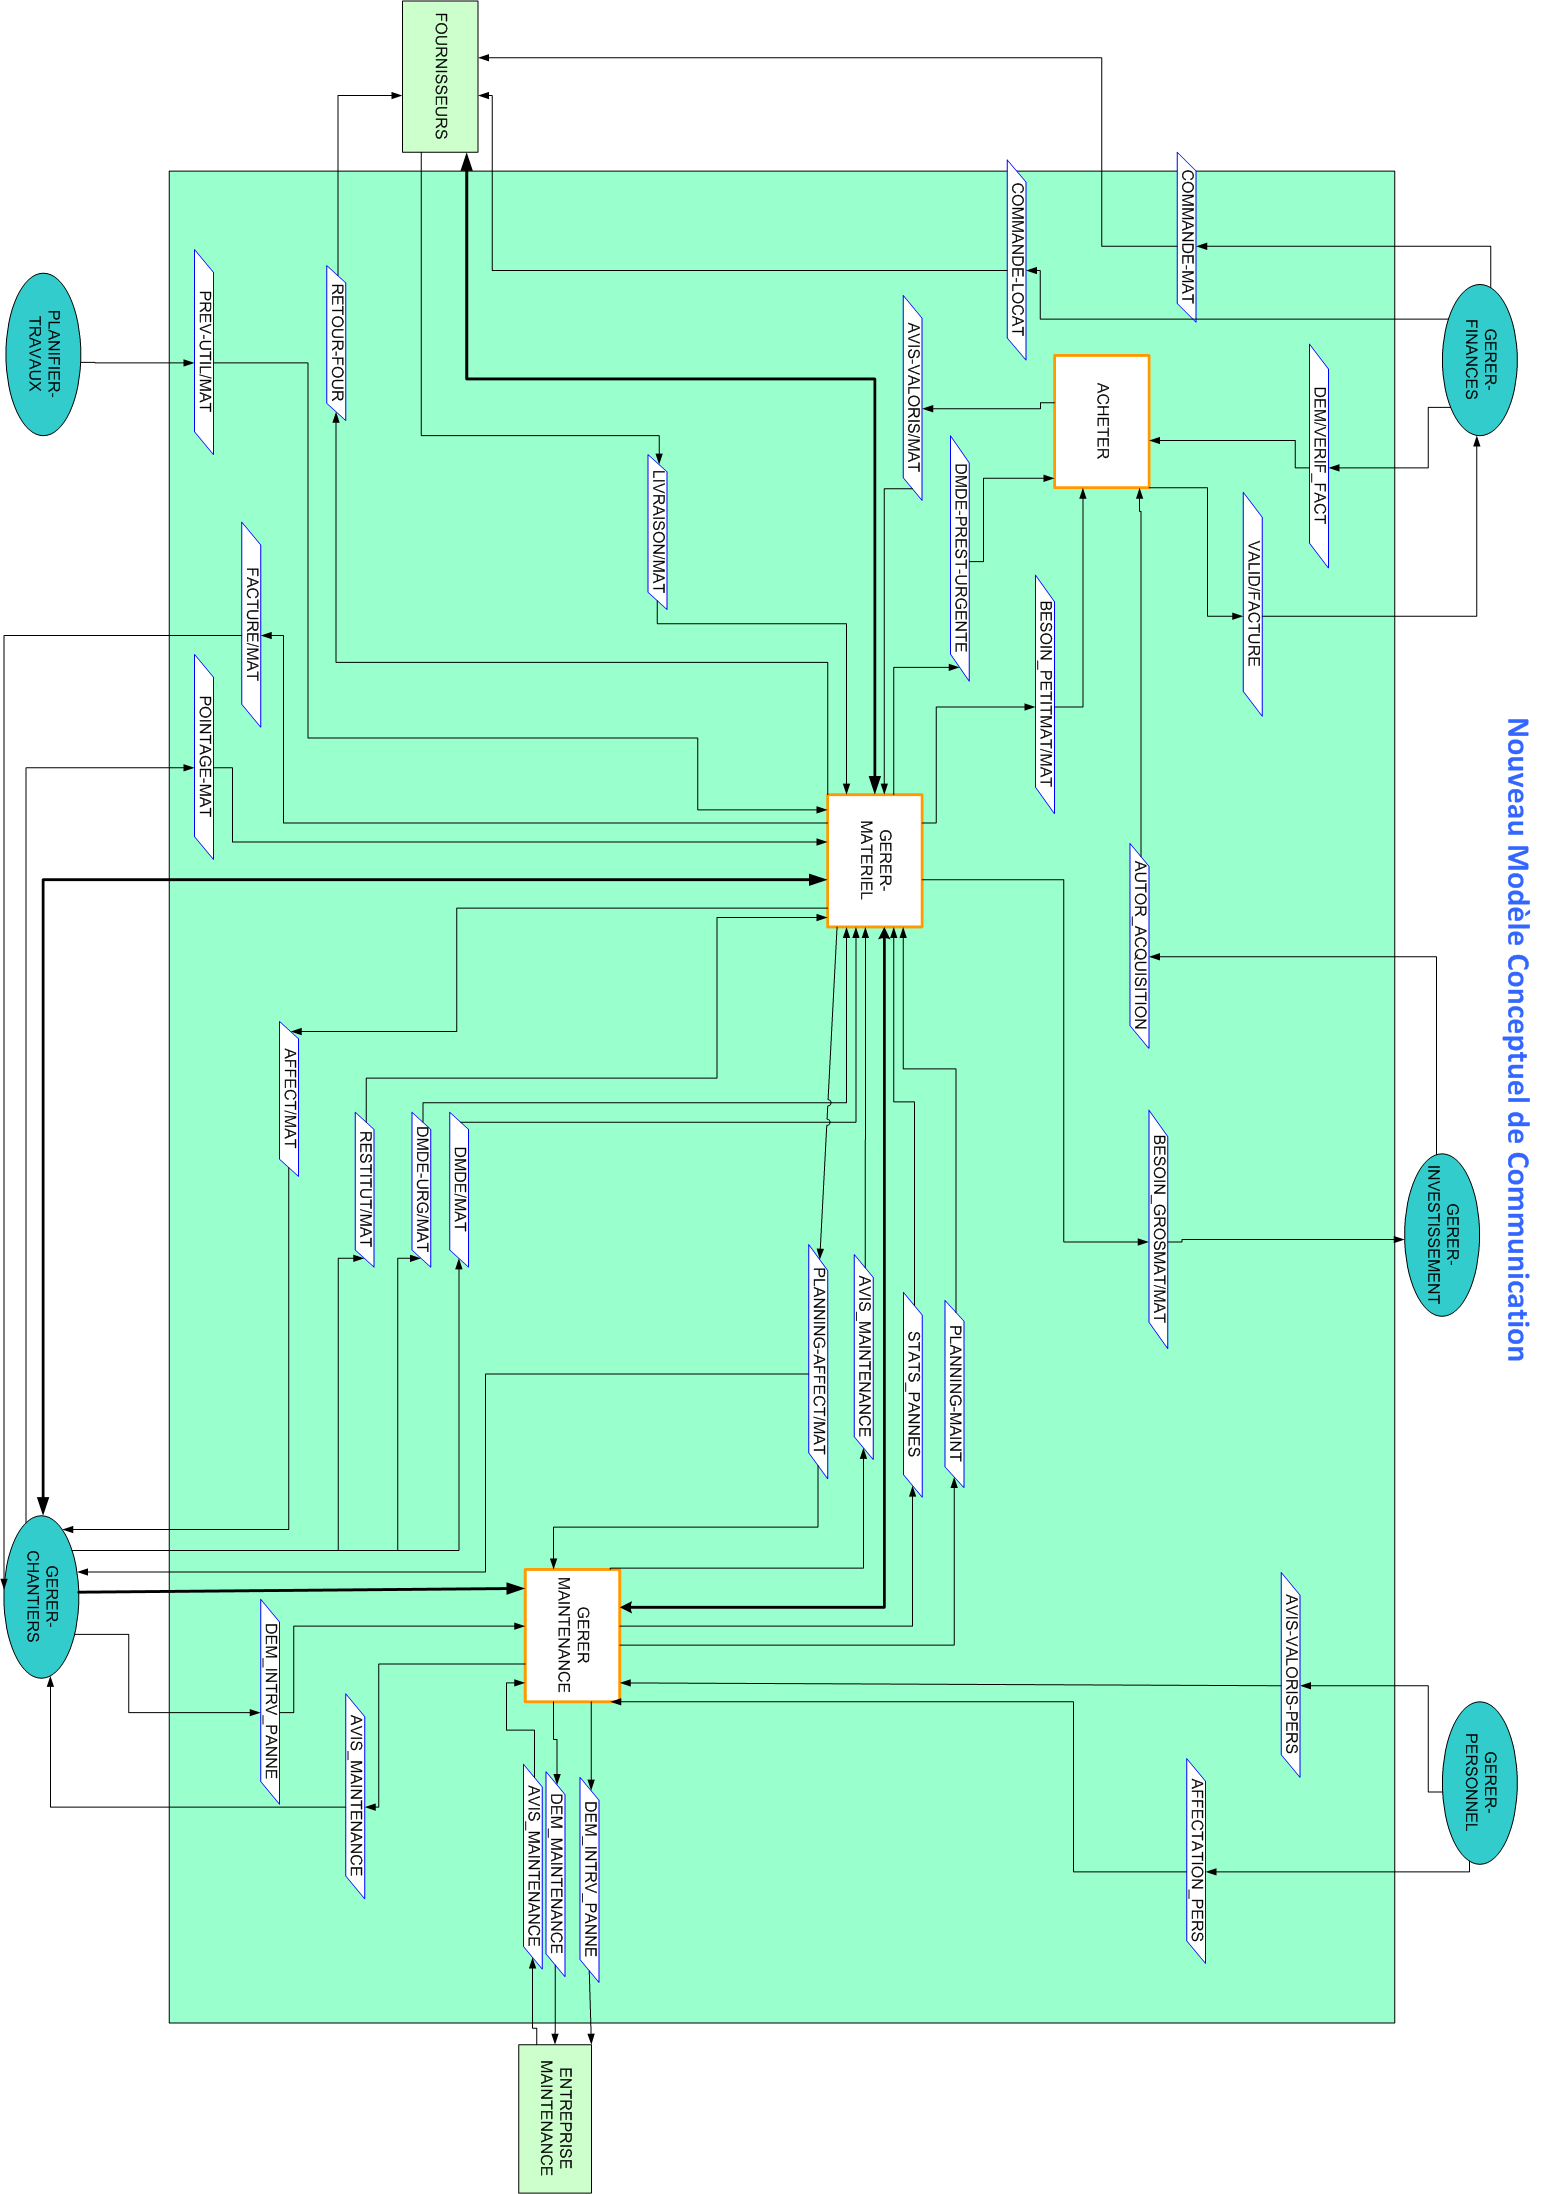 Nouveau Modèle Conceptuel de Communication
GERER-
FINANCES
GERER-
INVESTISSEMENT
GERER-
PERSONNEL
DEM/VERIF_FACT
VALID/FACTURE
AVIS-VALORIS-PERS
COMMANDE-MAT
AFFECTATION_PERS
AUTOR_ACQUISITION
BESOIN_GROSMAT/MAT
ACHETER
COMMANDE-LOCAT
BESOIN_PETITMAT/MAT
DMDE-PREST-URGENTE
PLANNING-MAINT
AVIS-VALORIS/MAT
STATS_PANNES
GERER-
MATERIEL
AVIS_MAINTENANCE
PLANNING-AFFECT/MAT
LIVRAISON/MAT
GERER
MAINTENANCE
DEM_INTRV_PANNE
DEM_MAINTENANCE
AVIS_MAINTENANCE
ENTREPRISE
MAINTENANCE
FOURNISSEURS
DMDE/MAT
DMDE-URG/MAT
RESTITUT/MAT
RETOUR-FOUR
AVIS_MAINTENANCE
AFFECT/MAT
DEM_INTRV_PANNE
FACTURE/MAT
PREV-UTIL/MAT
POINTAGE-MAT
PLANIFIER-
TRAVAUX
GERER-
CHANTIERS